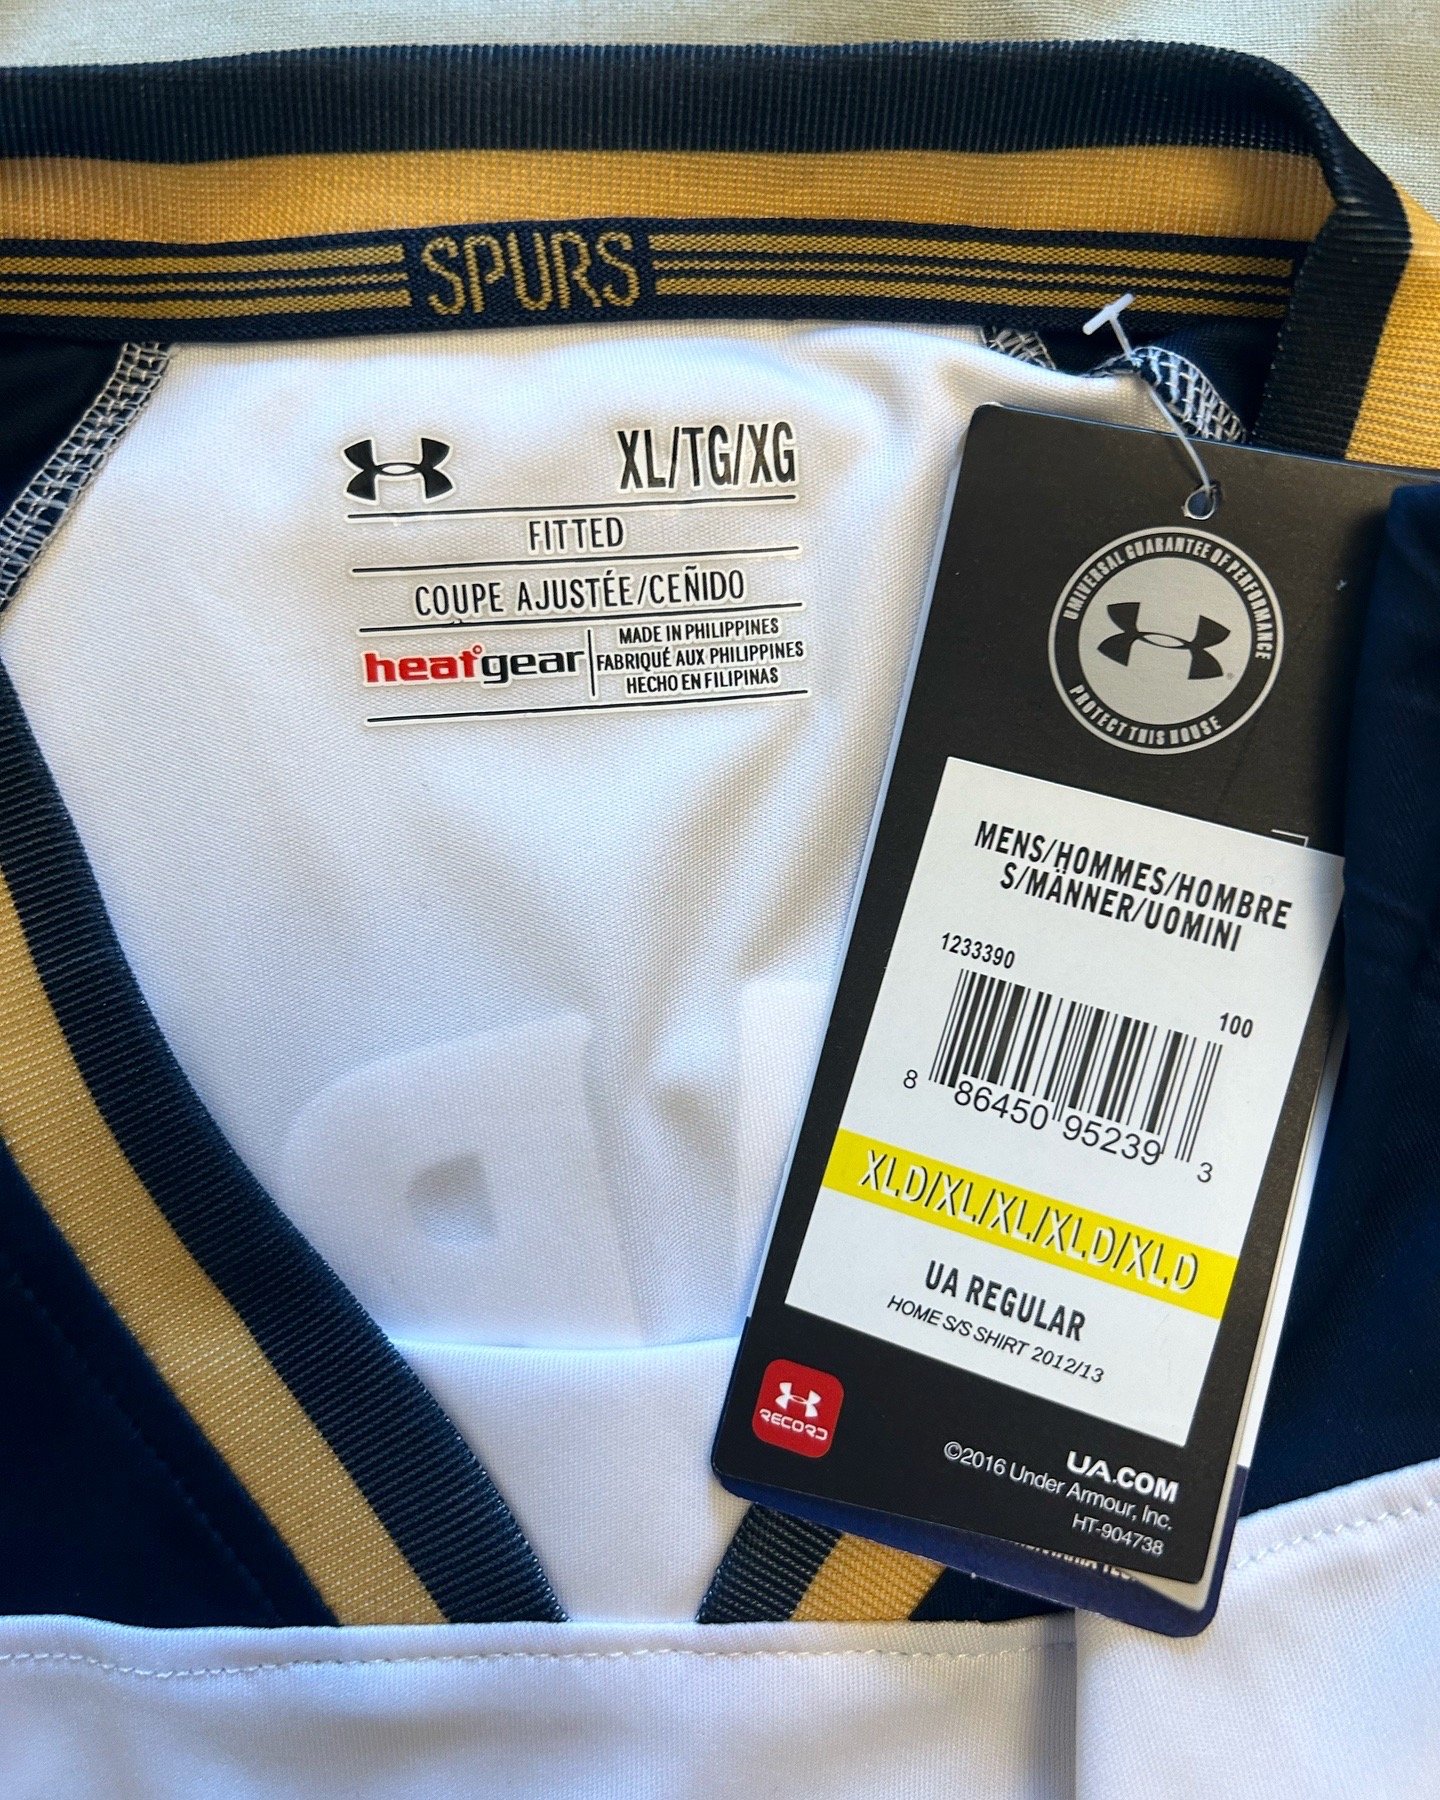 SPURS
XL/TG/XG
FITTED
COUPE AJUSTÉE/CEÑIDO
heatgear
MADE IN PHILIPPINES
FABRIQUÉ AUX PHILIPPINES
HECHO EN FILIPINAS
UNIVERSAL GUARANTEE OF PERFORMANCE
PROTECT THIS HOUSE
MENS/HOMMES/HOMBRE
S/MÄNNER/UOMINI
1233390
100
8 86450 95239 3
XLD/XL/XL/XLD/XLD
UA REGULAR
HOME S/S SHIRT 2012/13
RECORD
UA.COM
©2016 Under Armour, Inc.
HT-904738